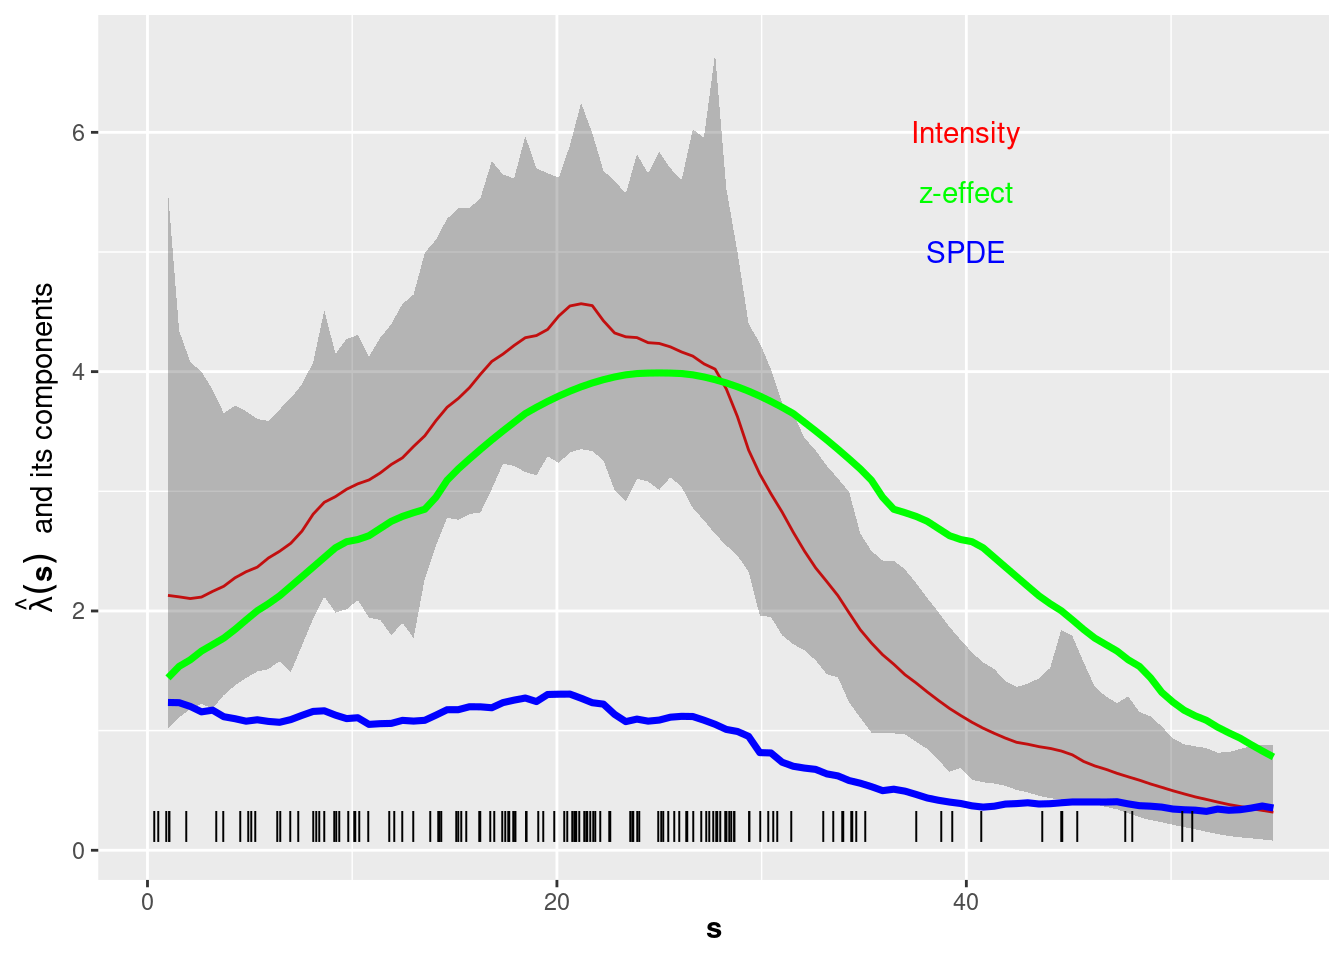 Intensity
z-effect
SPDE
6
4
2
0
λ̂(s) and its components
0 20 40
s